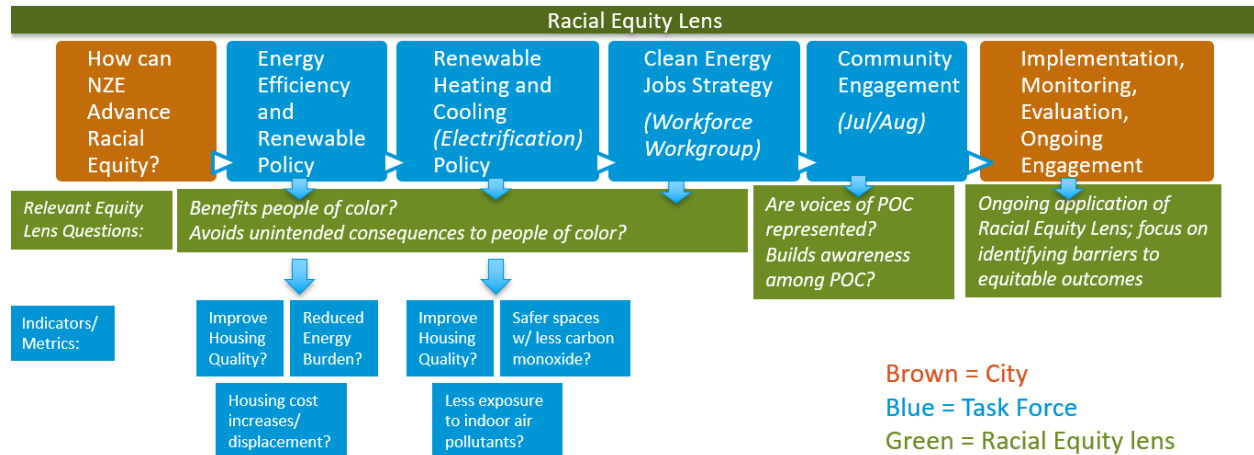 Racial Equity Lens
How can
NZE
Advance
Racial
Equity?
Energy
Efficiency
and
Renewable
Policy
Renewable
Heating and
Cooling
(Electrification)
Policy
Clean Energy
Jobs Strategy
(Workforce
Workgroup)
Community
Engagement
(Jul/Aug)
Implementation,
Monitoring,
Evaluation,
Ongoing
Engagement
Relevant Equity
Lens Questions:
Benefits people of color?
Avoids unintended consequences to people of color?
Are voices of POC
represented?
Builds awareness
among POC?
Ongoing application of
Racial Equity Lens; focus on
identifying barriers to
equitable outcomes
Indicators/
Metrics:
Improve
Housing
Quality?
Reduced
Energy
Burden?
Improve
Housing
Quality?
Safer spaces
w/ less carbon
monoxide?
Housing cost
increases/
displacement?
Less exposure
to indoor air
pollutants?
Brown = City
Blue = Task Force
Green = Racial Equity lens